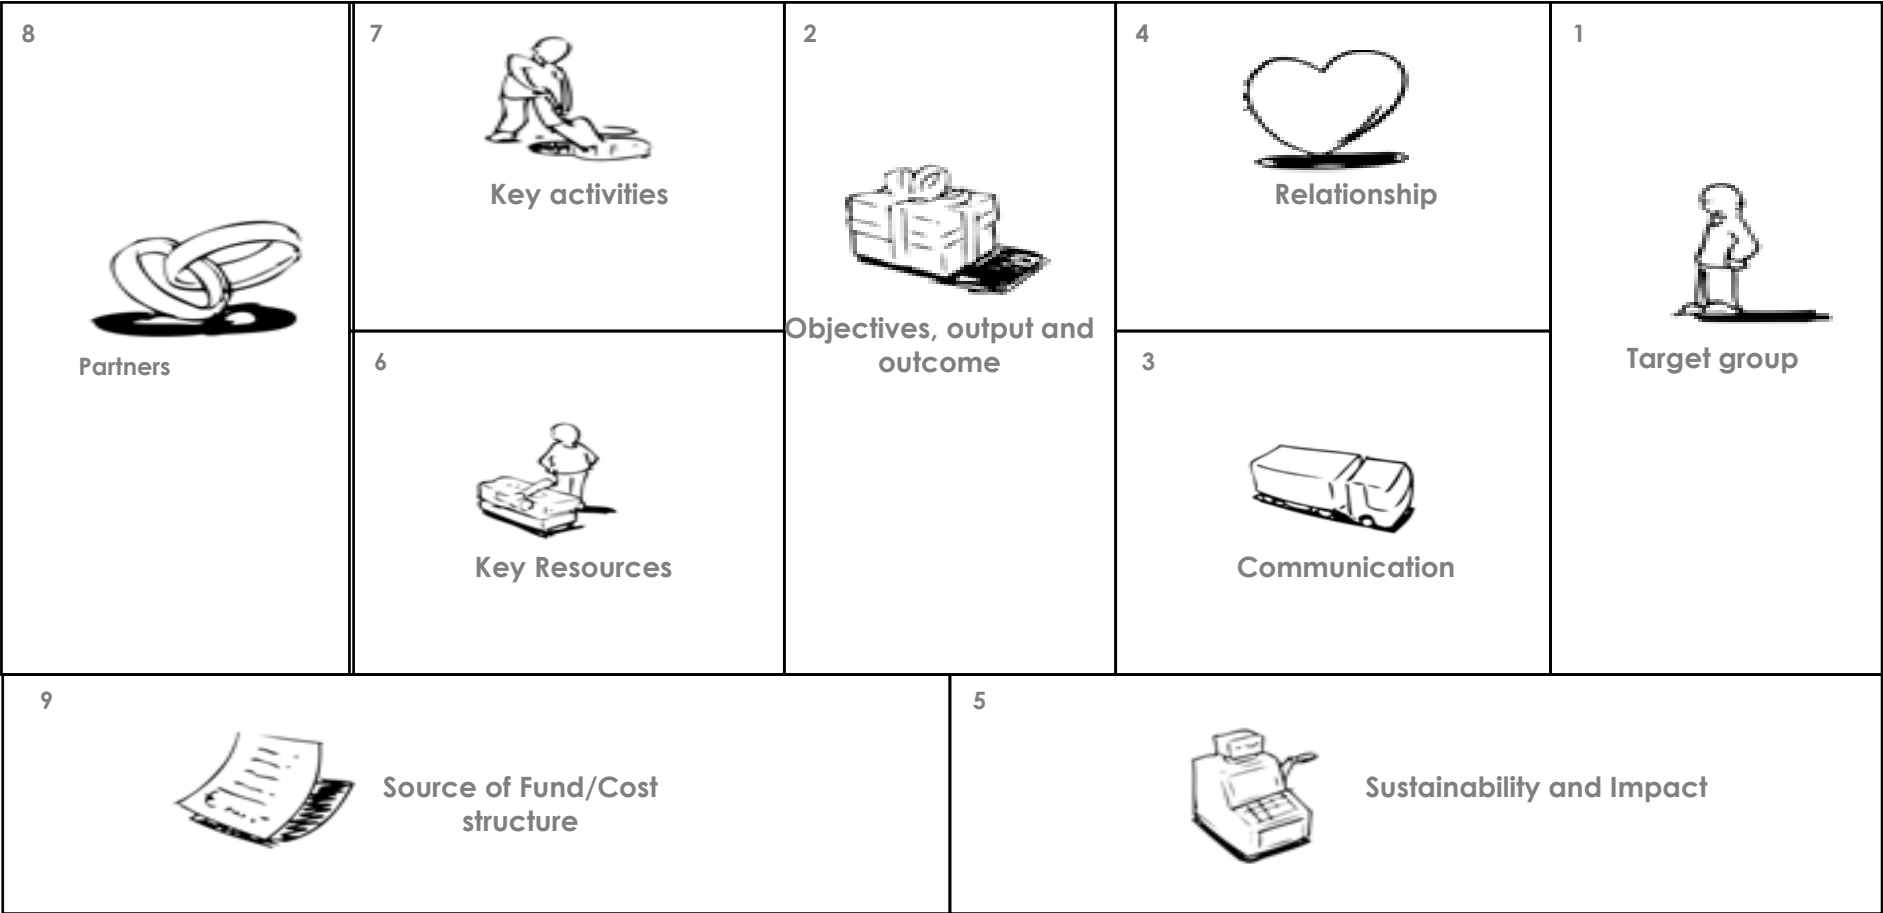 8
Partners
7
Key activities
6
Key Resources
2
Objectives, output and
outcome
4
Relationship
3
Communication
1
Target group
9
Source of Fund/Cost
structure
5
Sustainability and Impact